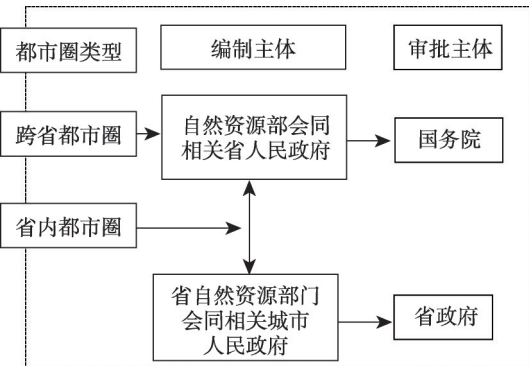 都市圈类型
编制主体
审批主体
跨省都市圈
自然资源部会同
相关省人民政府
国务院
省内都市圈
省自然资源部门
会同相关城市
人民政府
省政府